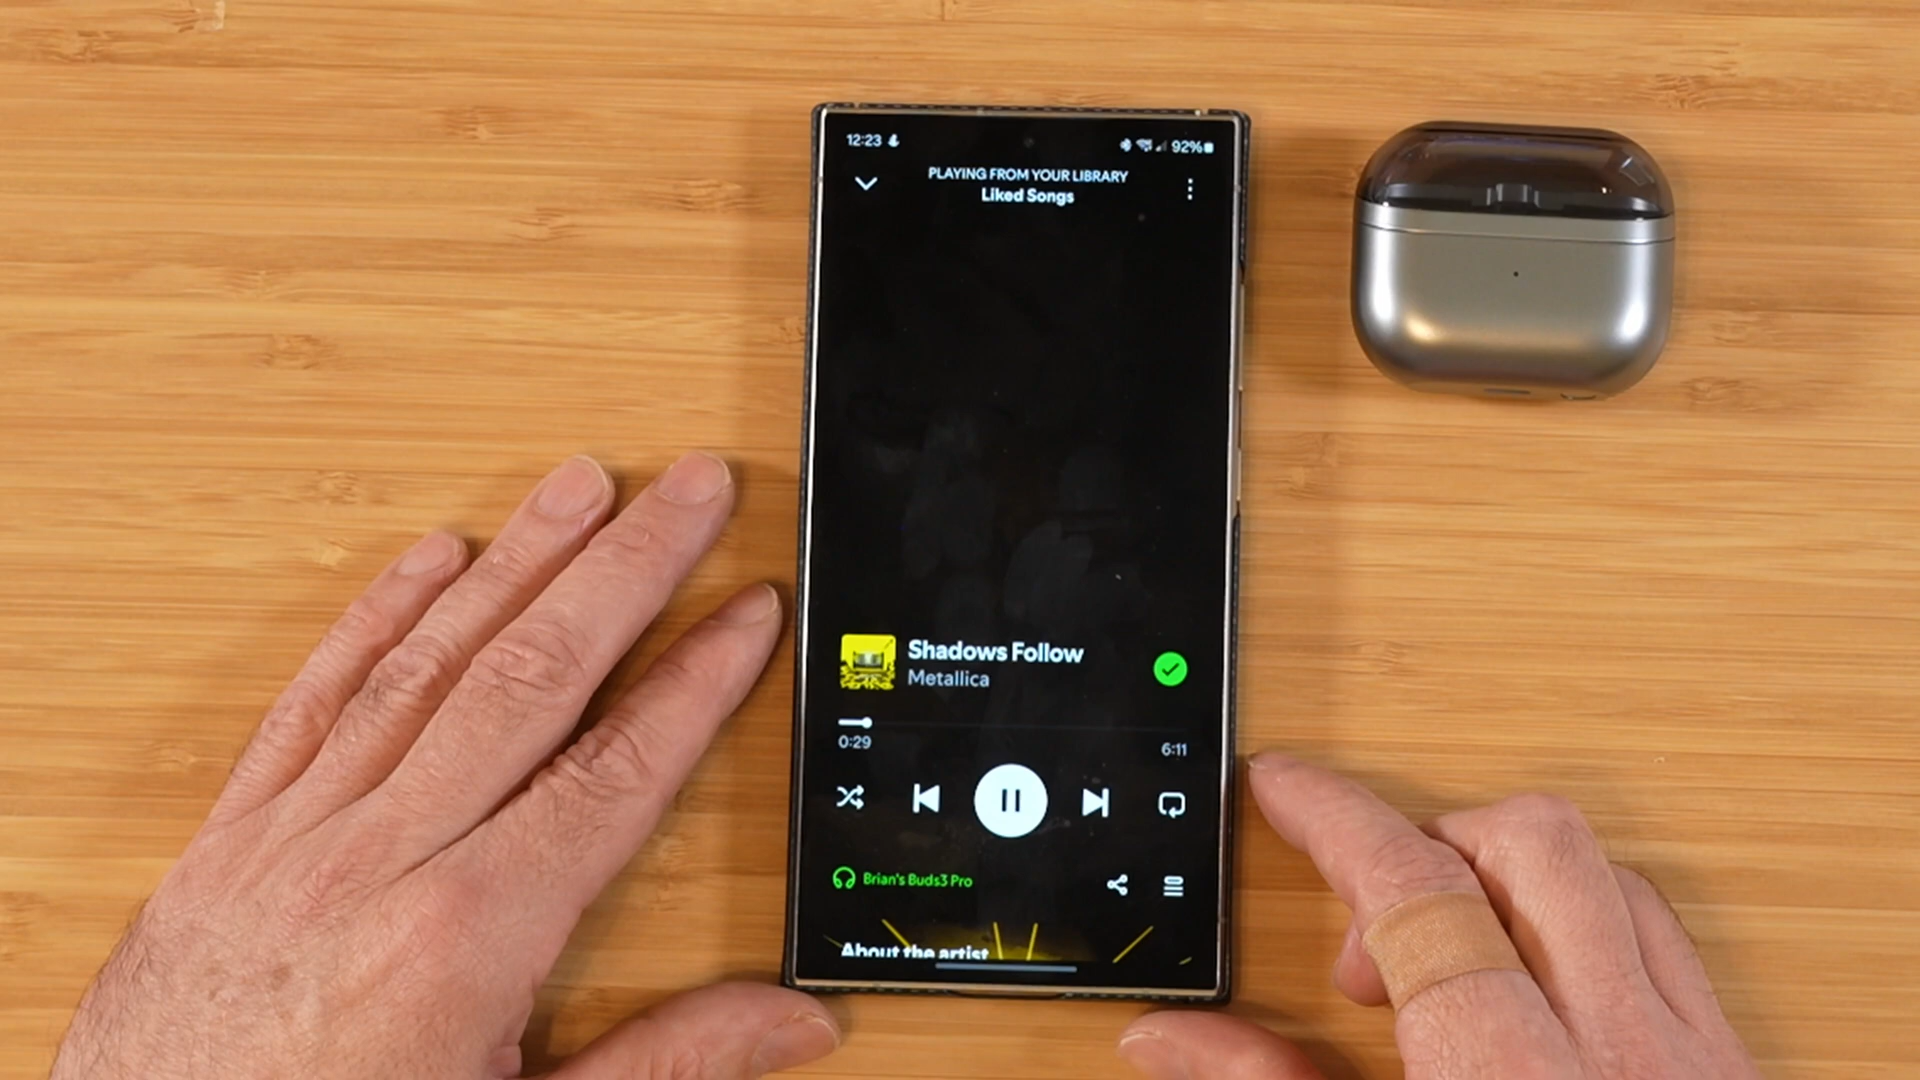 12:23
92%
PLAYING FROM YOUR LIBRARY
Liked Songs
Shadows Follow
Metallica
0:29
6:11
Brian's Buds3 Pro
About the artist